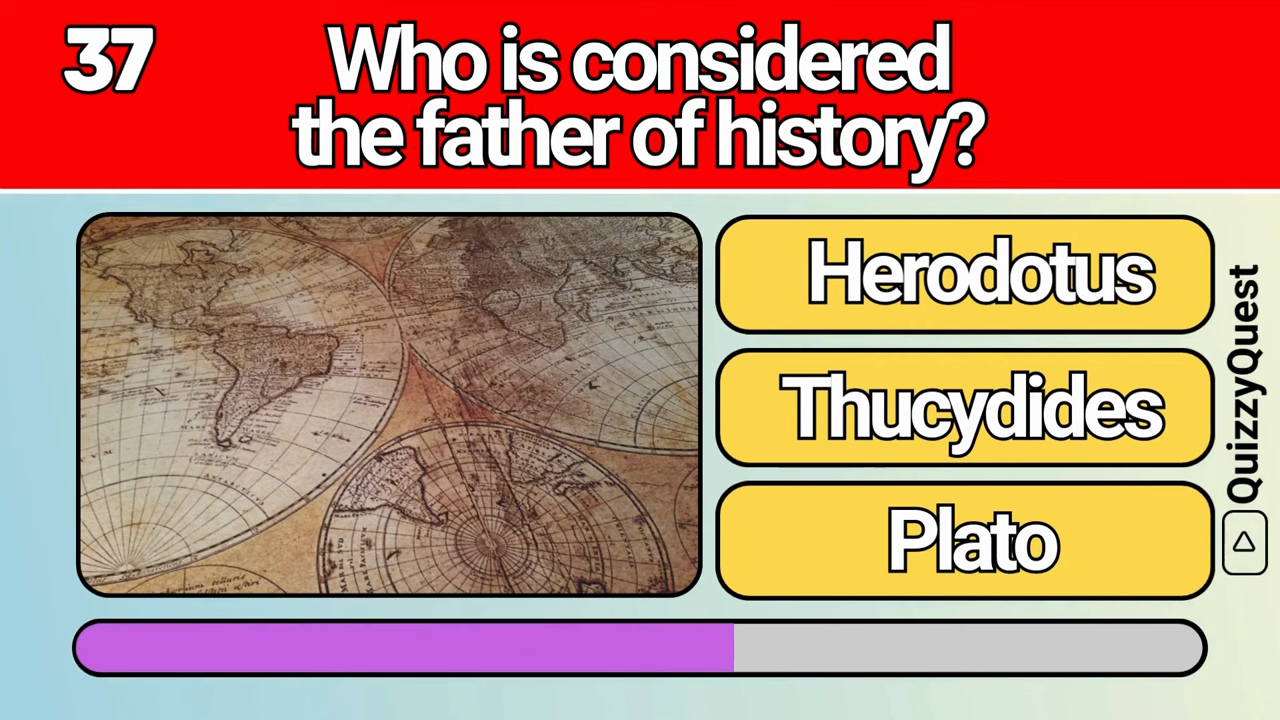 37
Who is considered
the father of history?
Herodotus
Thucydides
Plato
QuizzyQuest